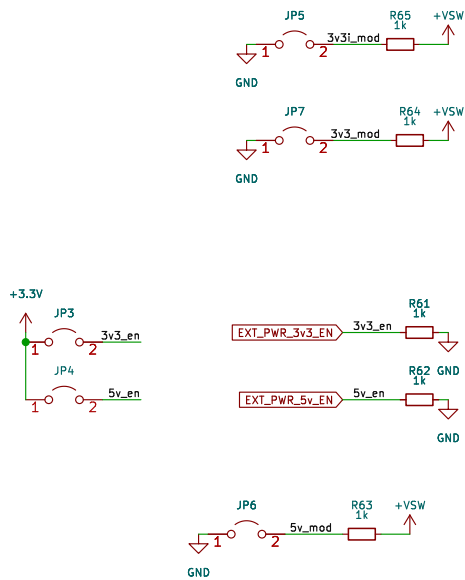 JP5
R65
1k
+VSW
3v3i_mod
1
2
GND
JP7
R64
1k
+VSW
3v3_mod
1
2
GND
+3.3V
JP3
3v3_en
1
2
JP4
5v_en
1
2
R61
1k
3v3_en
EXT_PWR_3v3_EN
GND
R62
1k
5v_en
EXT_PWR_5v_EN
GND
JP6
R63
1k
+VSW
5v_mod
1
2
GND